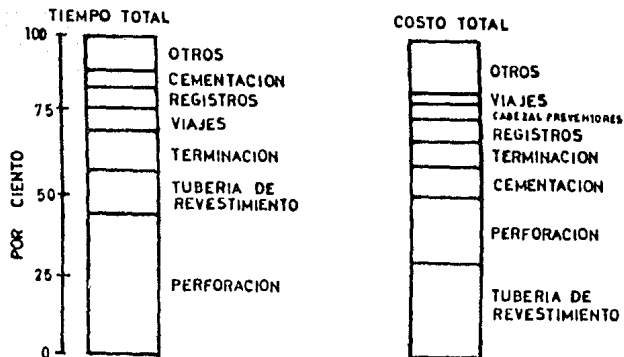 TIEMPO TOTAL
100
75
50
25
0
POR CIENTO
OTROS
CEMENTACION
REGISTROS
VIAJES
TERMINACION
TUBERIA DE
REVESTIMIENTO
PERFORACION
COSTO TOTAL
OTROS
VIAJES
CABEZAL PREVENTORES
REGISTROS
TERMINACION
CEMENTACION
PERFORACION
TUBERIA DE
REVESTIMIENTO